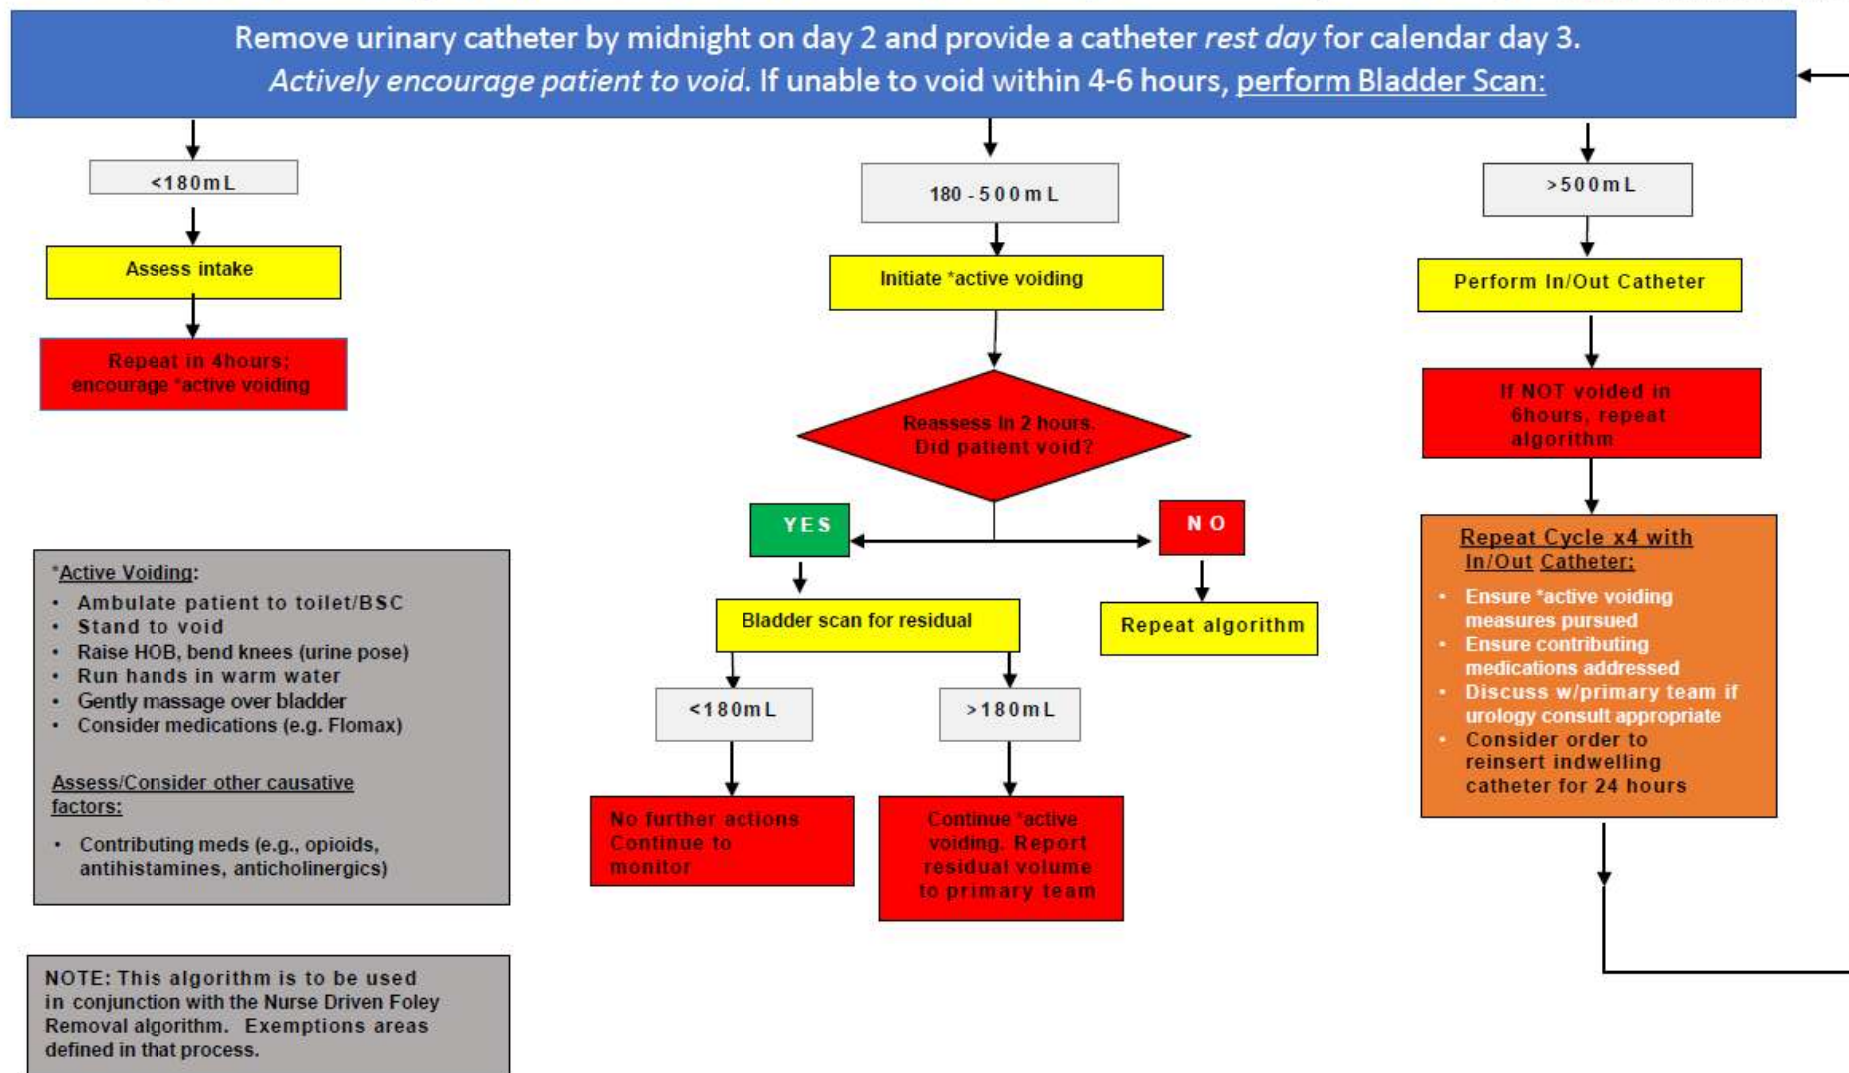 Remove urinary catheter by midnight on day 2 and provide a catheter rest day for calendar day 3.
Actively encourage patient to void. If unable to void within 4-6 hours, perform Bladder Scan:
<180mL
Assess intake
Repeat in 4hours;
encourage *active voiding
180 - 500mL
Initiate *active voiding
Reassess in 2 hours.
Did patient void?
YES
NO
Bladder scan for residual
Repeat algorithm
<180mL
>180mL
No further actions
Continue to
monitor
Continue *active
voiding. Report
residual volume
to primary team
>500mL
Perform In/Out Catheter
If NOT voided in
6hours, repeat
algorithm
Repeat Cycle x4 with
In/Out Catheter:
• Ensure *active voiding
measures pursued
• Ensure contributing
medications addressed
• Discuss w/primary team if
urology consult appropriate
• Consider order to
reinsert indwelling
catheter for 24 hours
*Active Voiding:
• Ambulate patient to toilet/BSC
• Stand to void
• Raise HOB, bend knees (urine pose)
• Run hands in warm water
• Gently massage over bladder
• Consider medications (e.g. Flomax)
Assess/Consider other causative
factors:
• Contributing meds (e.g., opioids,
antihistamines, anticholinergics)
NOTE: This algorithm is to be used
in conjunction with the Nurse Driven Foley
Removal algorithm. Exemptions areas
defined in that process.